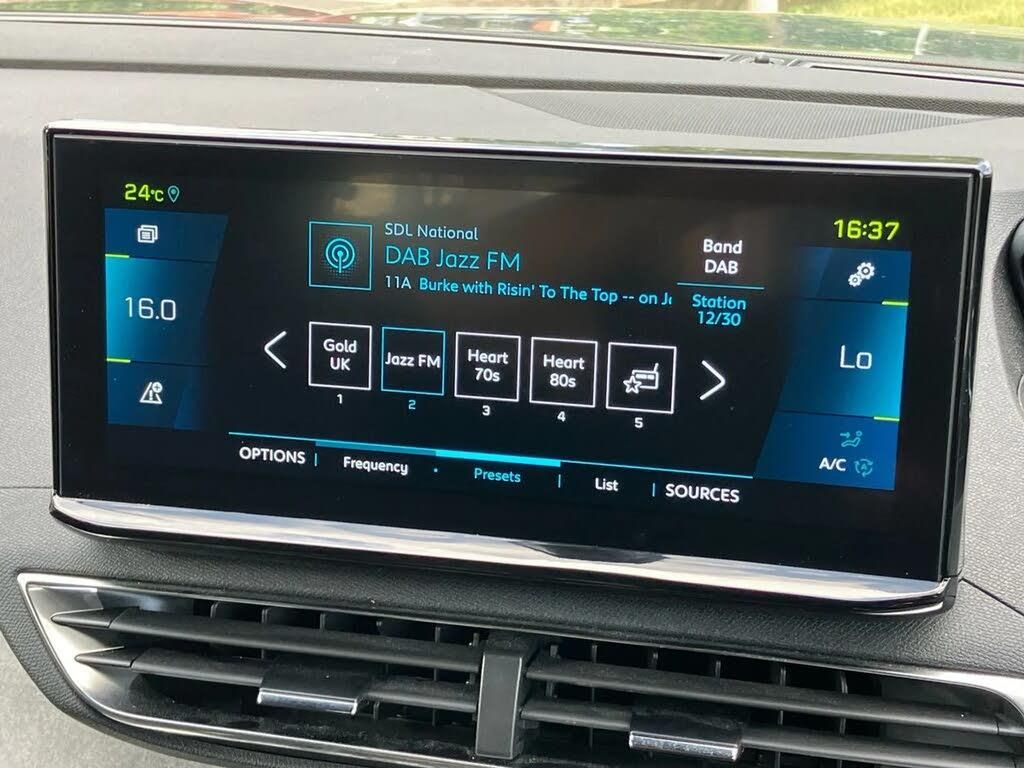 24°C
16:37
SDL National
DAB Jazz FM
11A Burke with Risin' To The Top -- on J
Band
DAB
Station
12/30
16.0
Lo
Gold
UK
Jazz FM
Heart
70s
Heart
80s
1
2
3
4
5
A/C
OPTIONS
Frequency
Presets
List
SOURCES